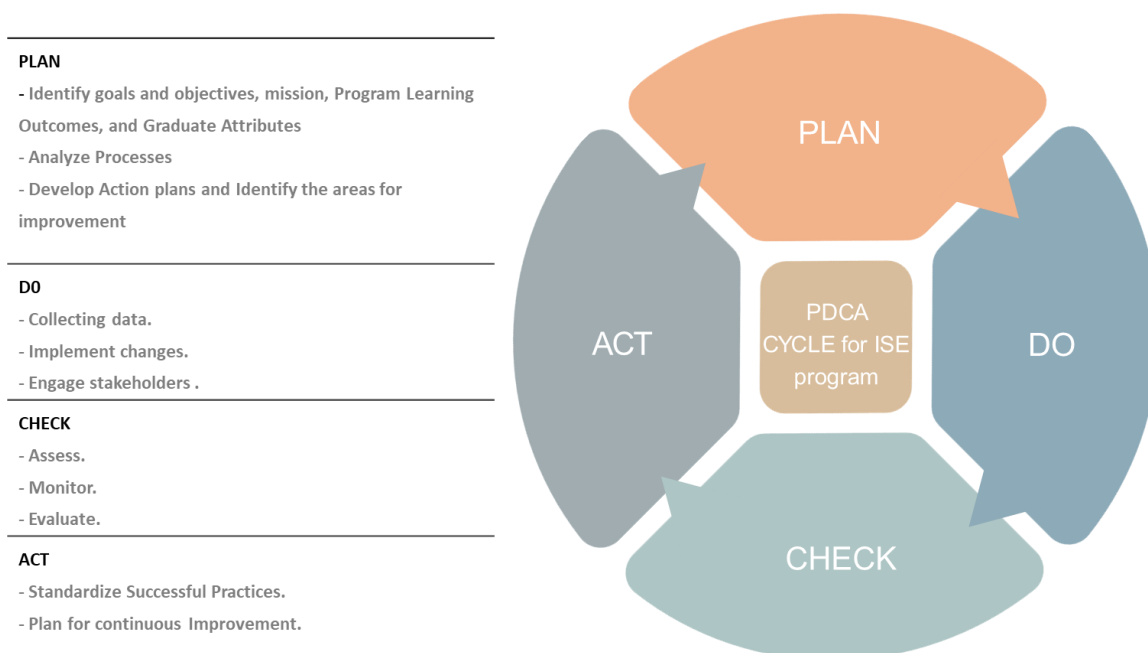 PLAN
- Identify goals and objectives, mission, Program Learning
Outcomes, and Graduate Attributes
- Analyze Processes
- Develop Action plans and Identify the areas for
improvement
D0
- Collecting data.
- Implement changes.
- Engage stakeholders .
CHECK
- Assess.
- Monitor.
- Evaluate.
ACT
- Standardize Successful Practices.
- Plan for continuous Improvement.
PLAN
ACT
PDCA
CYCLE for ISE
program
DO
CHECK